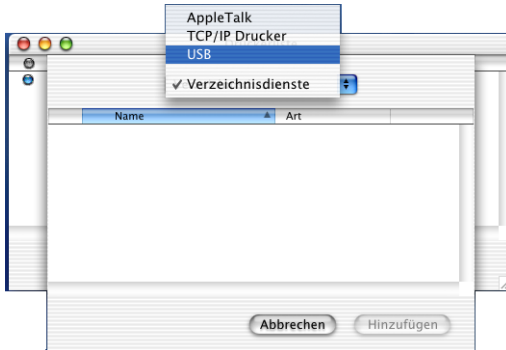 AppleTalk
TCP/IP Drucker
USB
Verzeichnisdienste
Name Art
Abbrechen Hinzufügen